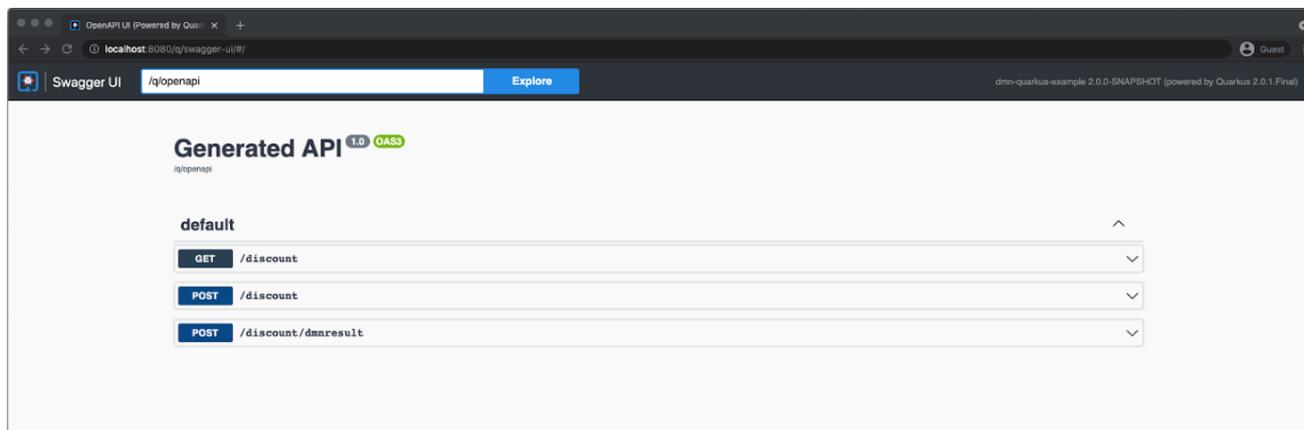 OpenAPI UI (Powered by Quark
localhost:8080/q/swagger-ui/#/
Guest
Swagger UI
/q/openapi
Explore
dmn-quarkus-example 2.0.0-SNAPSHOT (powered by Quarkus 2.0.1.Final)
Generated API 1.0 OAS3
/q/openapi
default
GET /discount
POST /discount
POST /discount/dmnresult